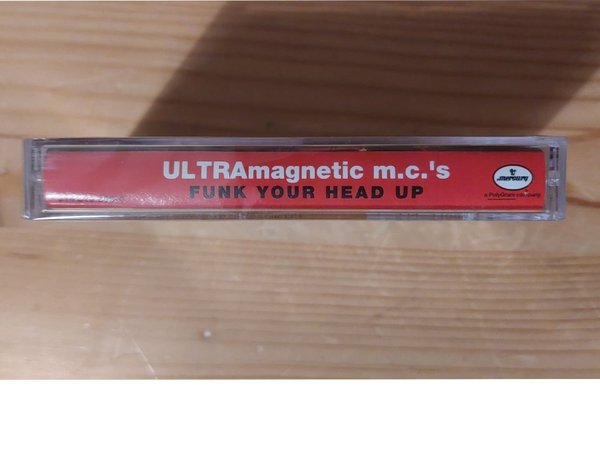 ULTRAmagnetic m.c.'s
FUNK YOUR HEAD UP
mercury
a PolyGram company